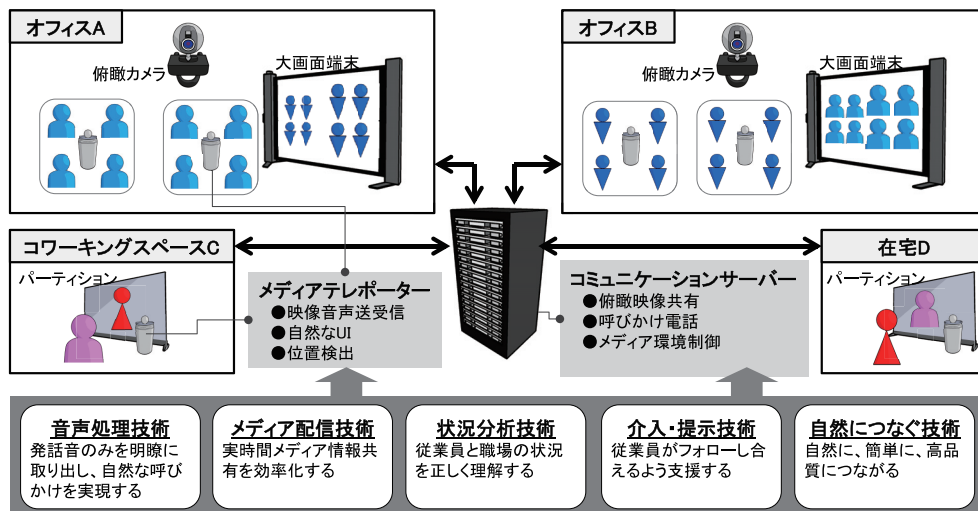 オフィスA
俯瞰カメラ
大画面端末
オフィスB
俯瞰カメラ
大画面端末
コワーキングスペースC
パーティション
メディアテレポーター
●映像音声送受信
●自然なUI
●位置検出
コミュニケーションサーバー
●俯瞰映像共有
●呼びかけ電話
●メディア環境制御
在宅D
パーティション
音声処理技術
発話音のみを明瞭に
取り出し、自然な呼び
かけを実現する
メディア配信技術
実時間メディア情報共
有を効率化する
状況分析技術
従業員と職場の状況
を正しく理解する
介入・提示技術
従業員がフォローし合
えるよう支援する
自然につなぐ技術
自然に、簡単に、高品
質につながる